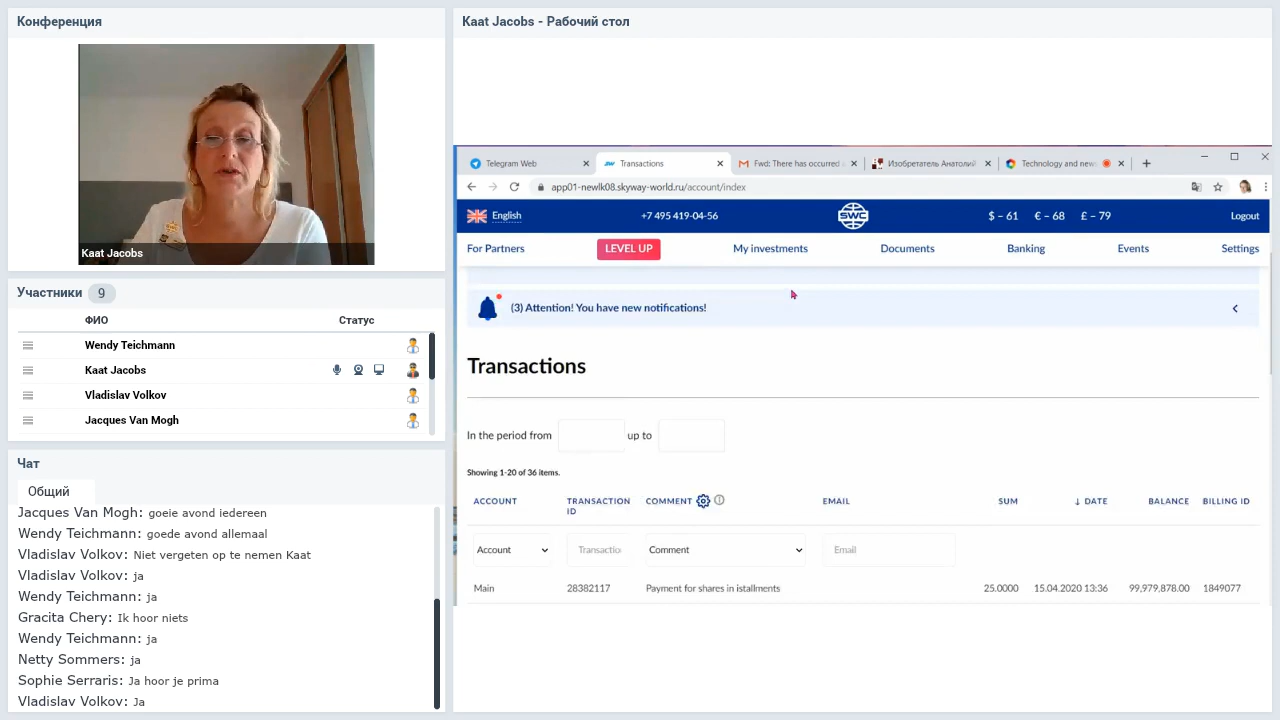 Конференция
Kaat Jacobs
Участники 9
ФИО Статус
Wendy Teichmann
Kaat Jacobs
Vladislav Volkov
Jacques Van Mogh
Чат
Общий
Jacques Van Mogh: goeie avond iedereen
Wendy Teichmann: goede avond allemaal
Vladislav Volkov: Niet vergeten op te nemen Kaat
Vladislav Volkov: ja
Wendy Teichmann: ja
Gracita Chery: Ik hoor niets
Wendy Teichmann: ja
Netty Sommers: ja
Sophie Serraris: Ja hoor je prima
Vladislav Volkov: Ja
Kaat Jacobs - Рабочий стол
Telegram Web Transactions Fwd: There has occurred Изобретатель Анатолий Technology and new
app01-newlk08.skyway-world.ru/account/index
English +7 495 419-04-56 SWC $ – 61 € – 68 £ – 79 Logout
For Partners LEVEL UP My investments Documents Banking Events Settings
(3) Attention! You have new notifications!
Transactions
In the period from up to
Showing 1-20 of 36 items.
ACCOUNT TRANSACTION ID COMMENT EMAIL SUM ↓ DATE BALANCE BILLING ID
Account Transactio Comment Email
Main 28382117 Payment for shares in istallments 25.0000 15.04.2020 13:36 99,979,878.00 1849077